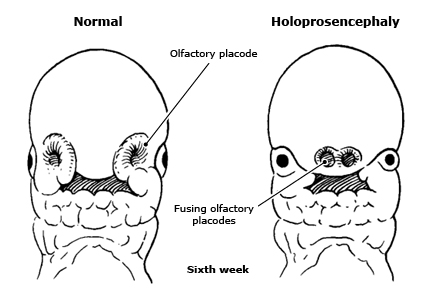 Normal
Holoprosencephaly
Olfactory placode
Fusing olfactory
placodes
Sixth week